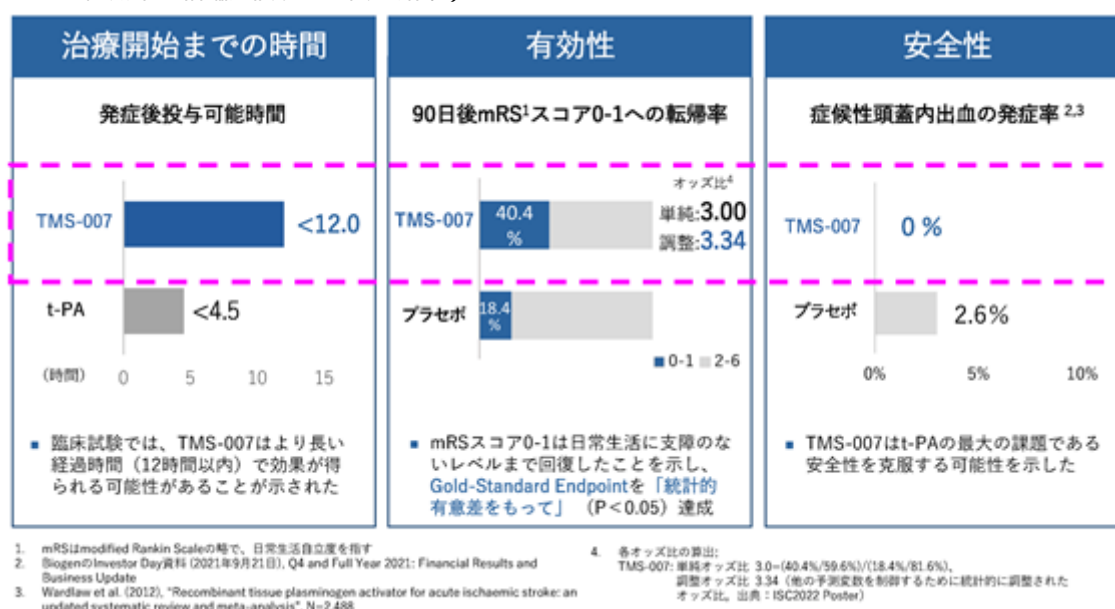 治療開始までの時間
発症後投与可能時間
TMS-007
<12.0
t-PA
<4.5
(時間)
0
5
10
15
■ 臨床試験では、TMS-007はより長い
経過時間（12時間以内）で効果が得
られる可能性があることが示された
有効性
90日後mRS¹スコア0-1への転帰率
オッズ比⁴
TMS-007
40.4
%
単純:3.00
調整:3.34
プラセボ
18.4
%
■0-1 ■2-6
■ mRSスコア0-1は日常生活に支障のな
いレベルまで回復したことを示し、
Gold-Standard Endpointを「統計的
有意差をもって」（P＜0.05）達成
安全性
症候性頭蓋内出血の発症率 ²,³
TMS-007
0 %
プラセボ
2.6%
0%
5%
10%
■ TMS-007はt-PAの最大の課題である
安全性を克服する可能性を示した
1. mRSはmodified Rankin Scaleの略で、日常生活自立度を指す
2. BiogenのInvestor Day資料 (2021年9月21日), Q4 and Full Year 2021: Financial Results and
Business Update
3. Wardlaw et al. (2012), "Recombinant tissue plasminogen activator for acute ischaemic stroke: an
updated systematic review and meta-analysis", N=2,488
4. 各オッズ比の算出;
TMS-007: 単純オッズ比 3.0=(40.4%/59.6%)/(18.4%/81.6%)、
調整オッズ比 3.34（他の予測変数を制御するために統計的に調整された
オッズ比。出典：ISC2022 Poster）